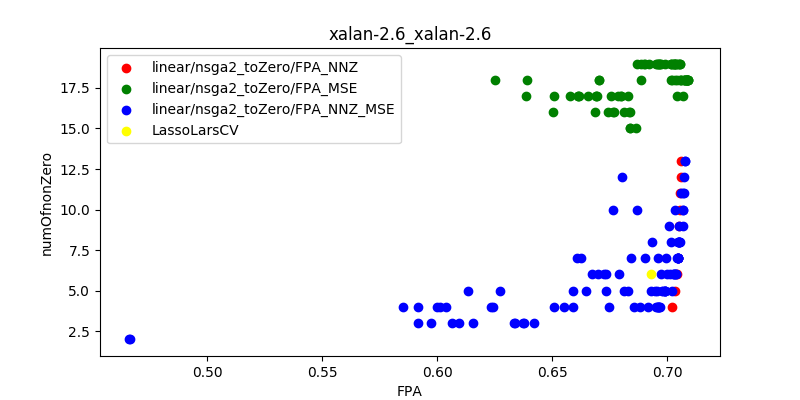 xalan-2.6_xalan-2.6
linear/nsga2_toZero/FPA_NNZ
linear/nsga2_toZero/FPA_MSE
linear/nsga2_toZero/FPA_NNZ_MSE
LassoLarsCV
numOfnonZero
17.5
15.0
12.5
10.0
7.5
5.0
2.5
0.50 0.55 0.60 0.65 0.70
FPA